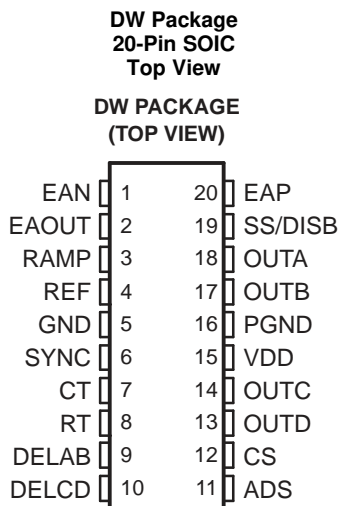 DW Package
20-Pin SOIC
Top View
DW PACKAGE
(TOP VIEW)
EAN 1 20 EAP
EAOUT 2 19 SS/DISB
RAMP 3 18 OUTA
REF 4 17 OUTB
GND 5 16 PGND
SYNC 6 15 VDD
CT 7 14 OUTC
RT 8 13 OUTD
DELAB 9 12 CS
DELCD 10 11 ADS